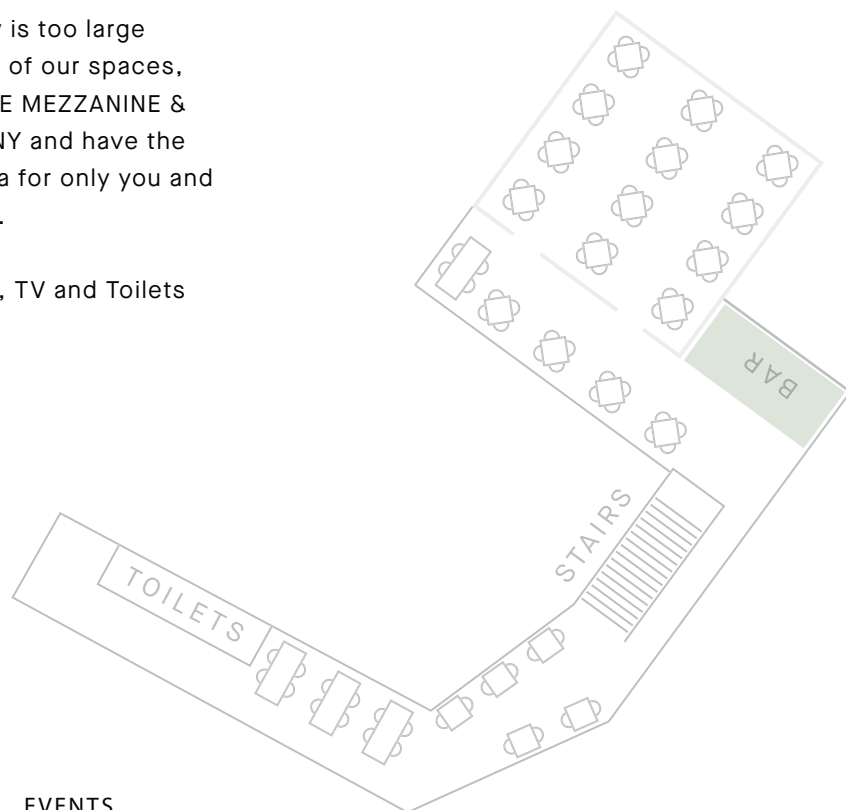 is too large
of our spaces,
E MEZZANINE &
NY and have the
a for only you and
.
, TV and Toilets
BAR
STAIRS
TOILETS
EVENTS